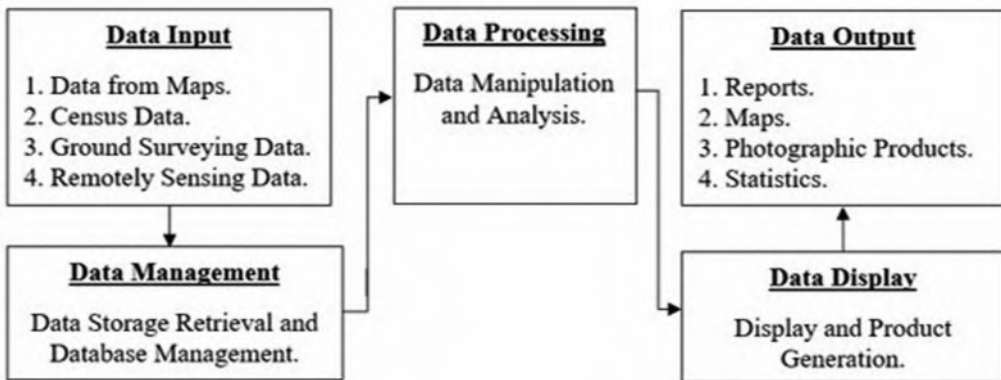 Data Input
1. Data from Maps.
2. Census Data.
3. Ground Surveying Data.
4. Remotely Sensing Data.
Data Management
Data Storage Retrieval and
Database Management.
Data Processing
Data Manipulation
and Analysis.
Data Display
Display and Product
Generation.
Data Output
1. Reports.
2. Maps.
3. Photographic Products.
4. Statistics.